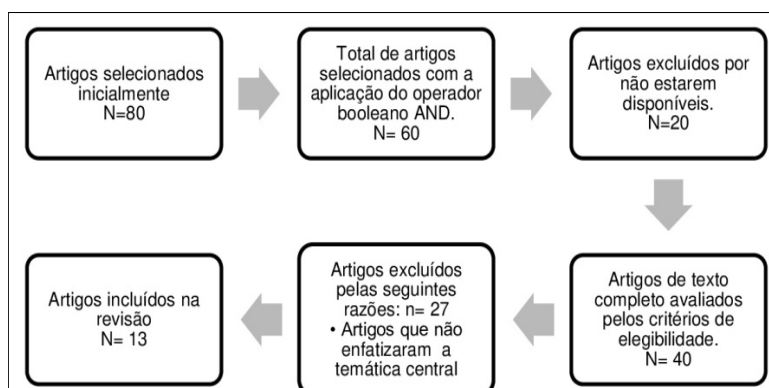 Artigos selecionados
inicialmente
N=80
Total de artigos
selecionados com a
aplicação do operador
booleano AND.
N= 60
Artigos excluídos por
não estarem
disponíveis.
N=20
Artigos de texto
completo avaliados
pelos critérios de
elegibilidade.
N= 40
Artigos excluídos
pelas seguintes
razões: n= 27
• Artigos que não
enfatizaram a
temática central
Artigos incluídos na
revisão
N= 13